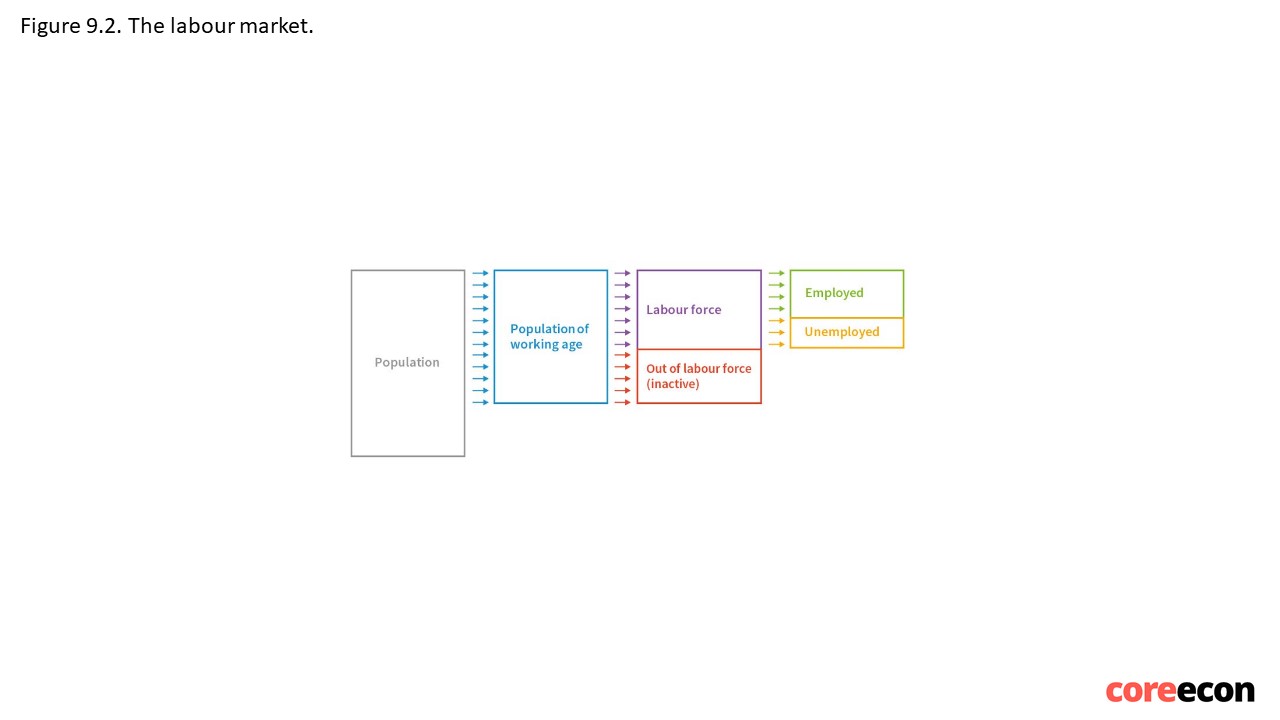 Figure 9.2. The labour market.
Population
Population of
working age
Labour force
Out of labour force
(inactive)
Employed
Unemployed
coreecon